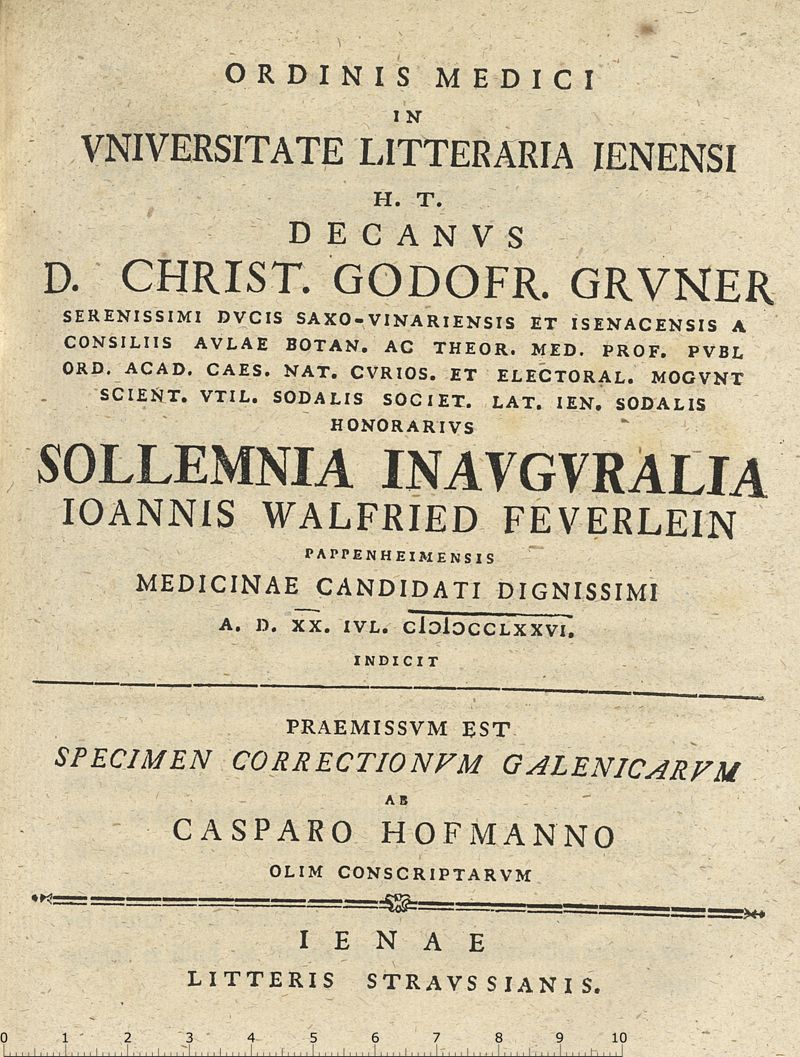 ORDINIS MEDICI
IN
VNIVERSITATE LITTERARIA IENENSI
H. T.
DECANVS
D. CHRIST. GODOFR. GRVNER
SERENISSIMI DVCIS SAXO-VINARIENSIS ET ISENACENSIS A
CONSILIIS AVLAE BOTAN. AC THEOR. MED. PROF. PVBL
ORD. ACAD. CAES. NAT. CVRIOS. ET ELECTORAL. MOGVNT
SCIENT. VTIL. SODALIS SOCIET. LAT. IEN. SODALIS
HONORARIVS
SOLLEMNIA INAVGVRALIA
IOANNIS WALFRIED FEVERLEIN
PAPPENHEIMENSIS
MEDICINAE CANDIDATI DIGNISSIMI
A. D. XX. IVL. CIↃIↃCCLXXVI.
INDICIT
PRAEMISSVM EST
SPECIMEN CORRECTIONVM GALENICARVM
AB
CASPARO HOFMANNO
OLIM CONSCRIPTARVM
IENAE
LITTERIS STRAVSSIANIS.
0 1 2 3 4 5 6 7 8 9 10